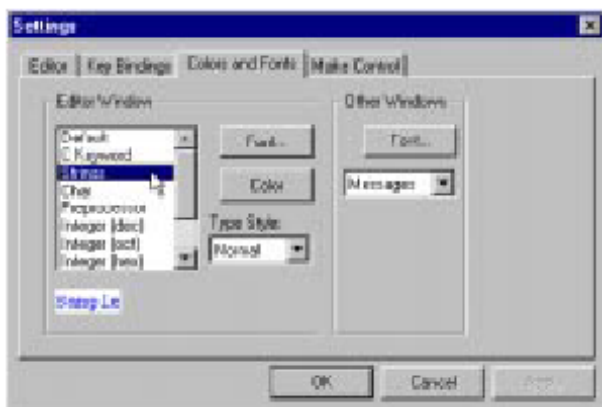 Settings
Editor Key Bindings Colors and Fonts Make Control
Editor Window
Default
C Keyword
Strings
Char
Preprocessor
Integer (dec)
Integer (oct)
Integer (hex)
Font...
Color
Type Style:
Normal
Sample
Other Windows
Font...
Messages
OK Cancel Apply